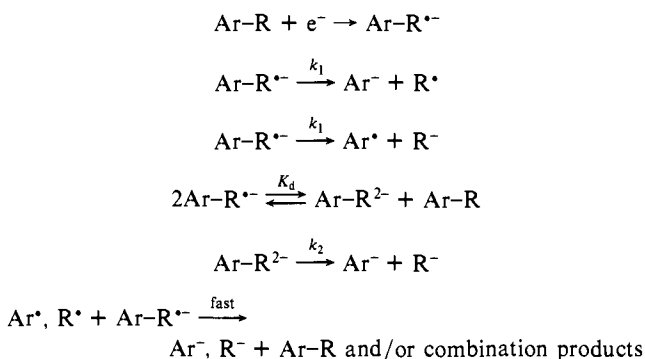 Ar–R + e⁻ ⟶ Ar–R•⁻
Ar–R•⁻ —k₁→ Ar⁻ + R•
Ar–R•⁻ —k₁→ Ar• + R⁻
2Ar–R•⁻ ⇌ (K_d) Ar–R²⁻ + Ar–R
Ar–R²⁻ —k₂→ Ar⁻ + R⁻
Ar•, R• + Ar–R•⁻ —fast→
Ar⁻, R⁻ + Ar–R and/or combination products